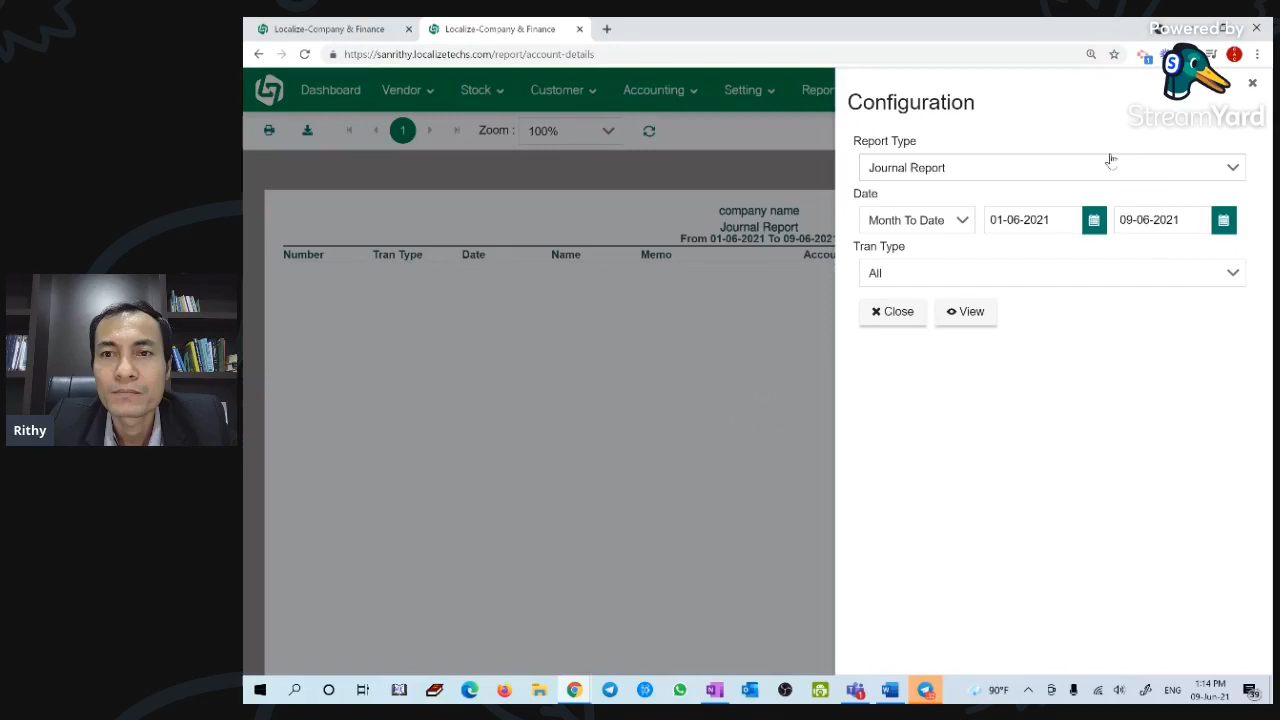 Localize-Company & Finance
Localize-Company & Finance
Powered by
https://sanrithy.localizetechs.com/report/account-details
StreamYard
Dashboard Vendor Stock Customer Accounting Setting Repor
1 Zoom : 100%
company name
Journal Report
From 01-06-2021 To 09-06-202
Number Tran Type Date Name Memo Accou
Configuration
Report Type
Journal Report
Date
Month To Date 01-06-2021 09-06-2021
Tran Type
All
Close View
Rithy
90°F ENG 1:14 PM
09-Jun-21